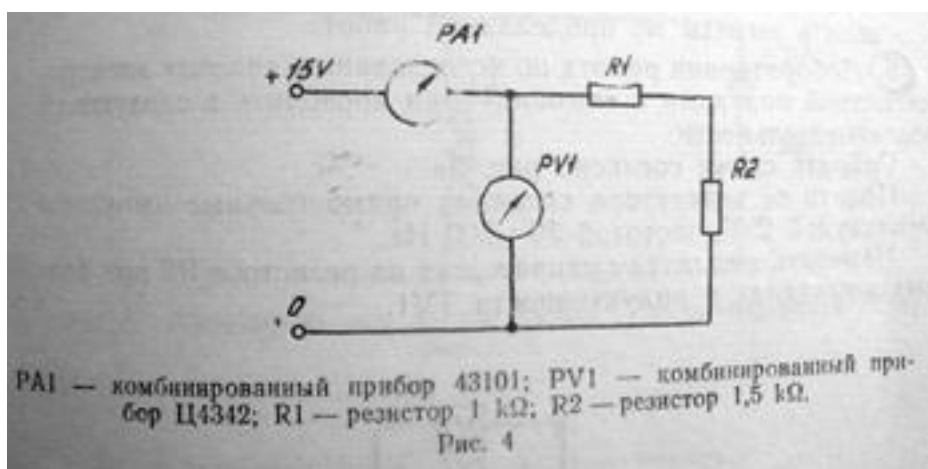 PA1
+ 15V
R1
PV1
R2
0
PA1 — комбинированный прибор 43101; PV1 — комбинированный при-
бор Ц4342; R1 — резистор 1 kΩ; R2 — резистор 1,5 kΩ.
Рис. 4